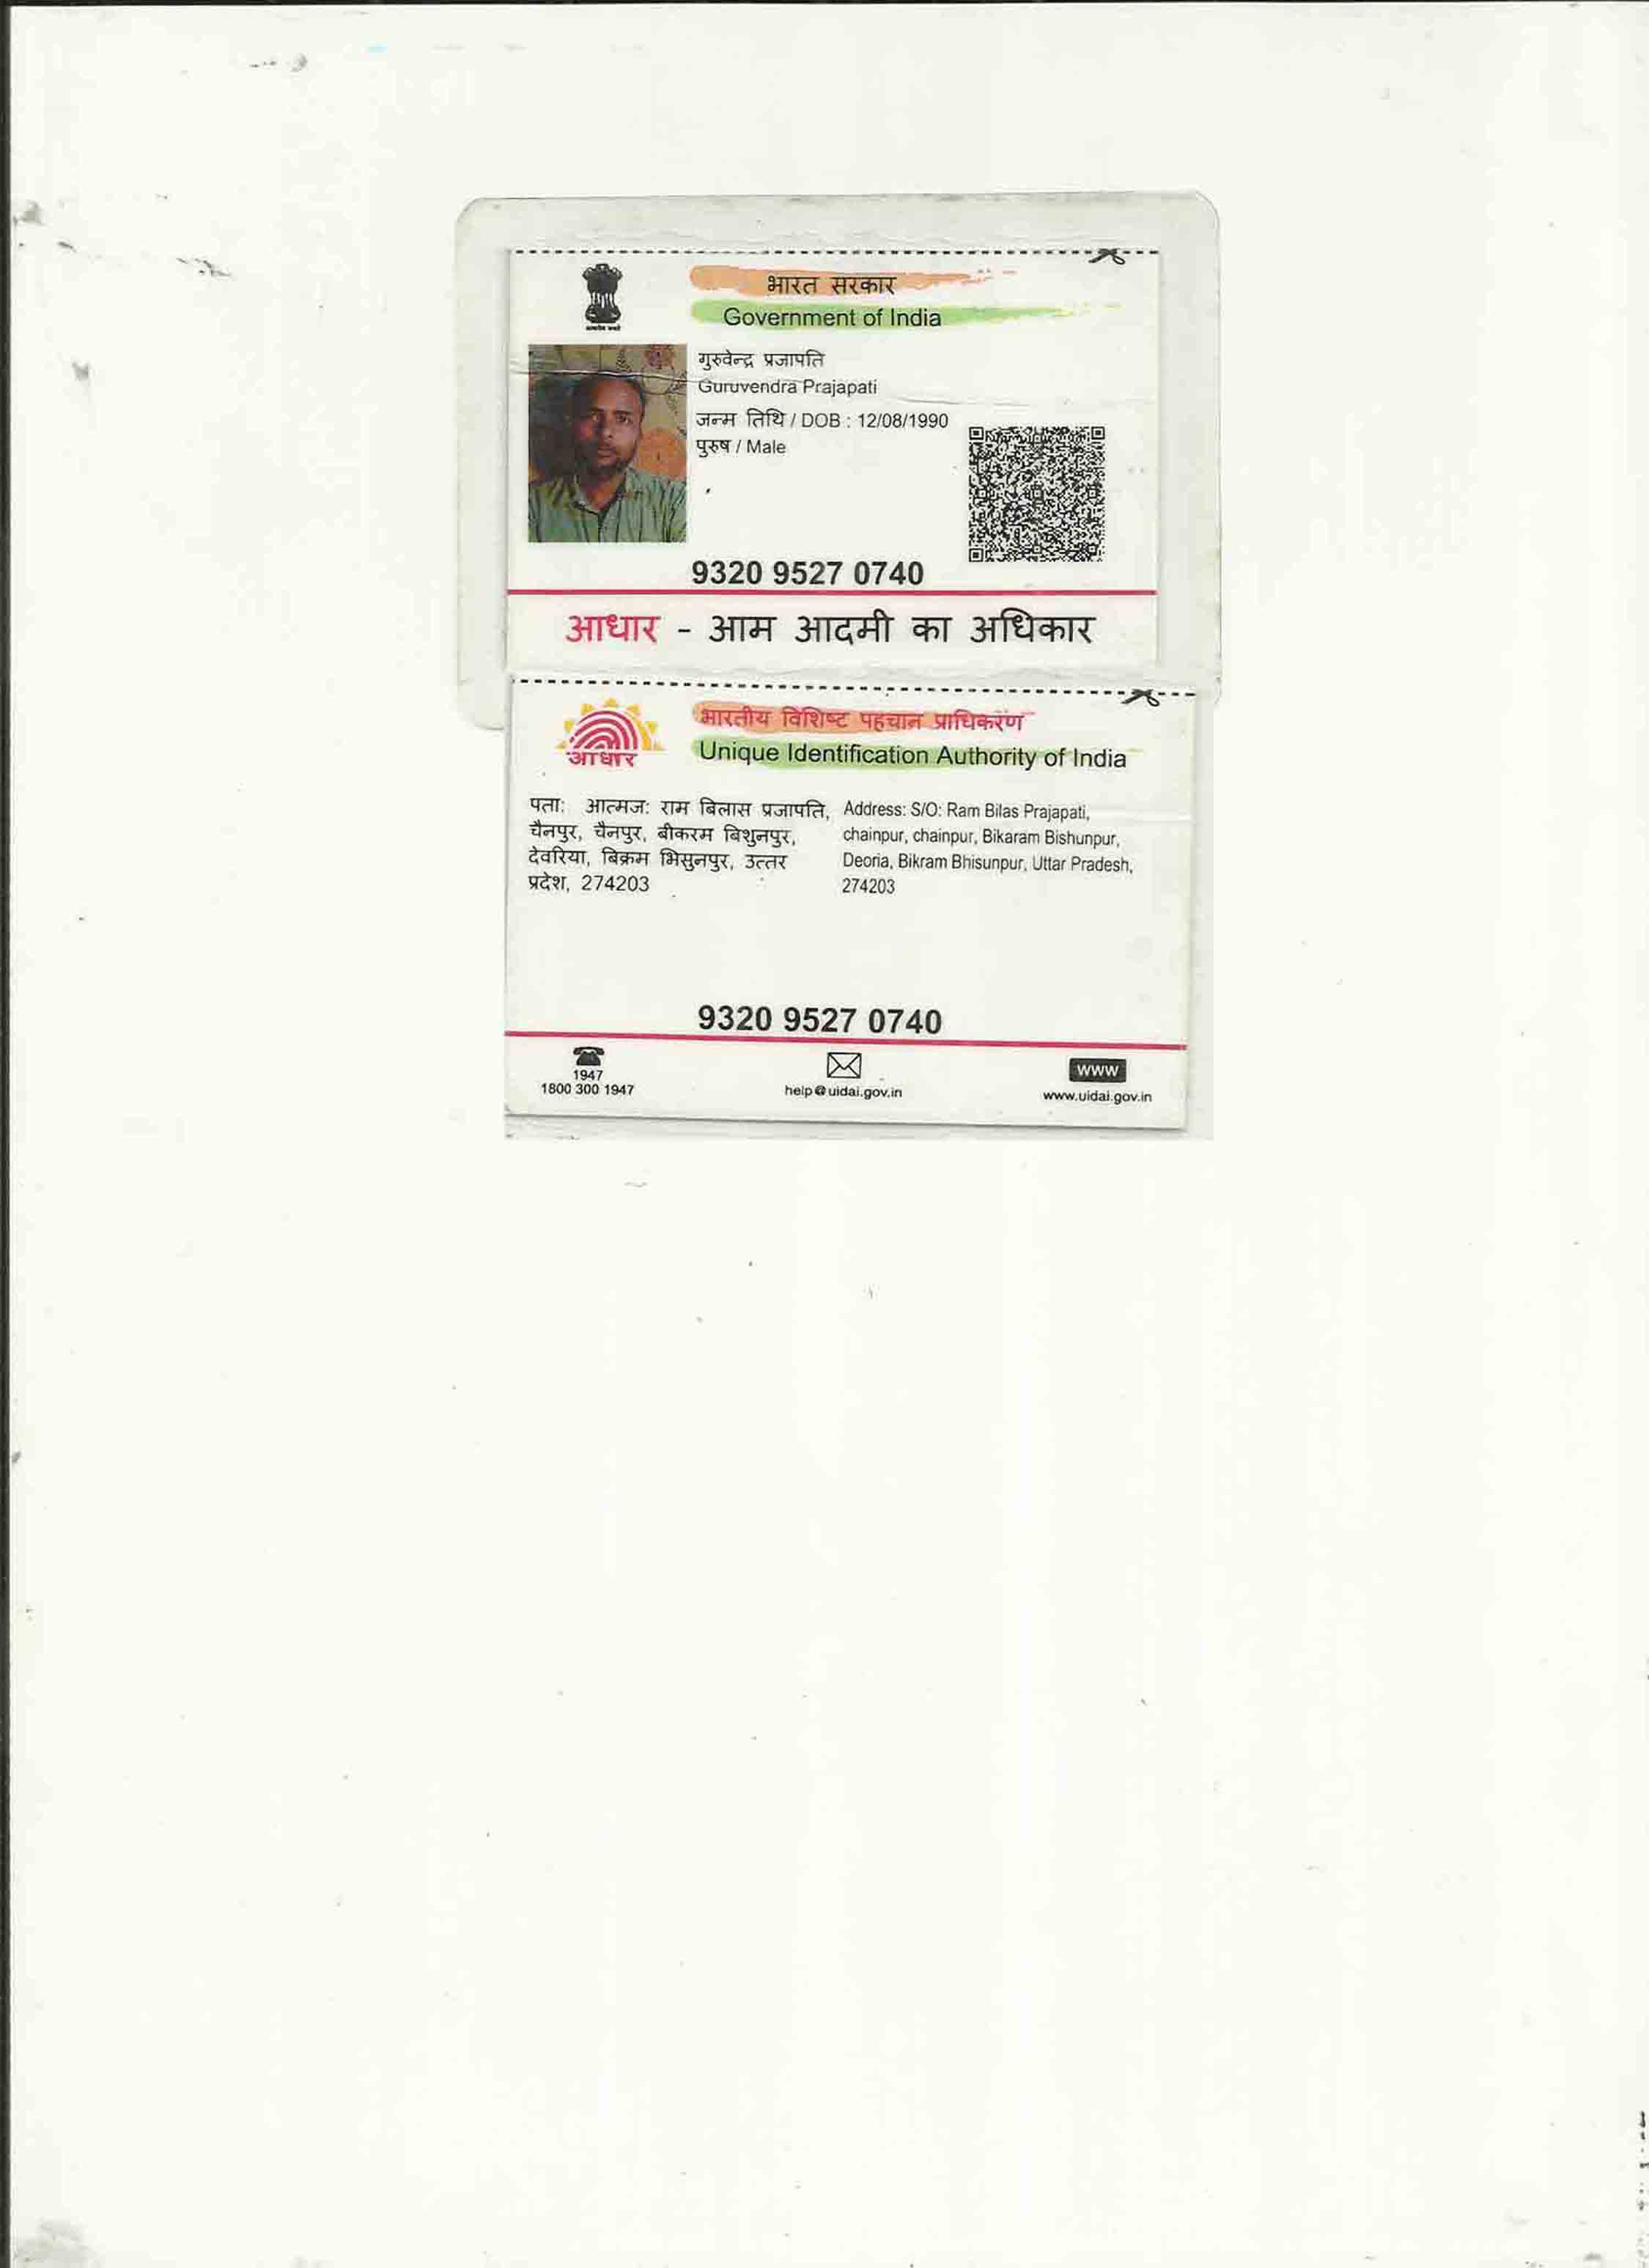 भारत सरकार
Government of India
गुरुवेन्द्र प्रजापति
Guruvendra Prajapati
जन्म तिथि / DOB : 12/08/1990
पुरुष / Male
9320 9527 0740
आधार - आम आदमी का अधिकार
भारतीय विशिष्ट पहचान प्राधिकरण
Unique Identification Authority of India
आधार
पता: आत्मज: राम बिलास प्रजापति,
चैनपुर, चैनपुर, बीकरम बिशुनपुर,
देवरिया, बिक्रम भिसुनपुर, उत्तर
प्रदेश, 274203
Address: S/O: Ram Bilas Prajapati,
chainpur, chainpur, Bikaram Bishunpur,
Deoria, Bikram Bhisunpur, Uttar Pradesh,
274203
9320 9527 0740
1947
1800 300 1947
help@uidai.gov.in
www
www.uidai.gov.in